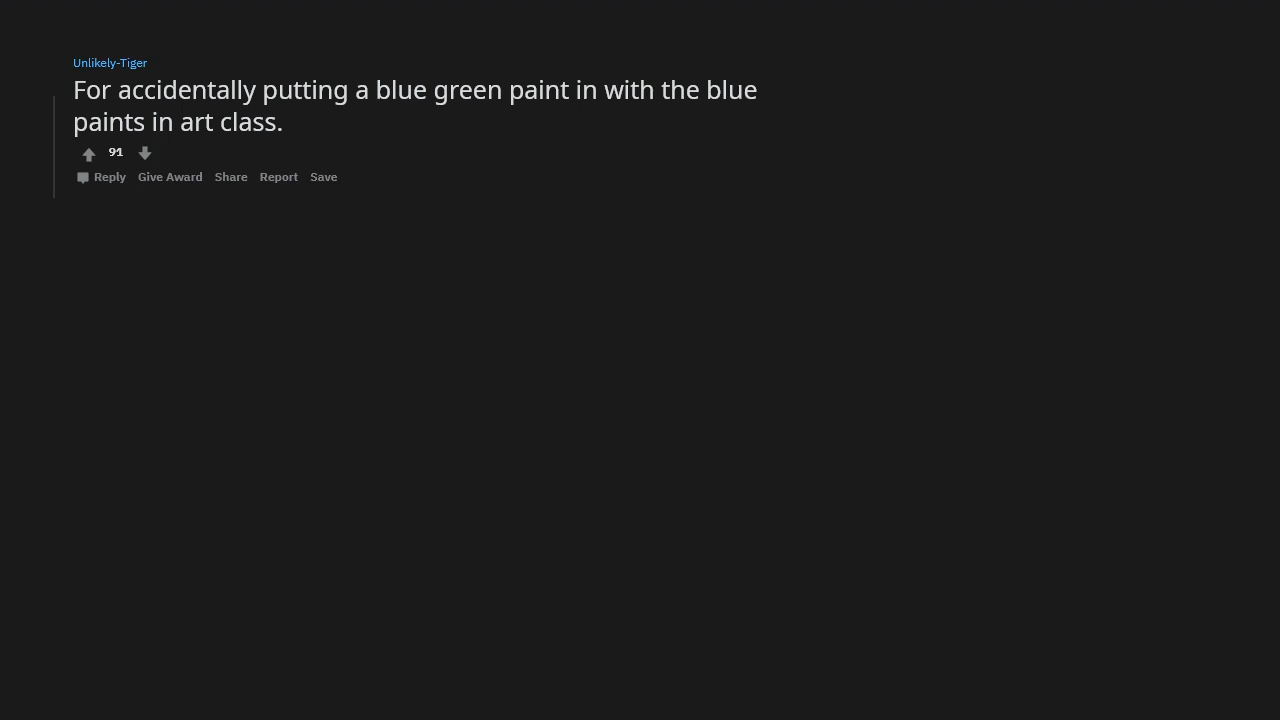 Unlikely-Tiger
For accidentally putting a blue green paint in with the blue
paints in art class.
91
Reply Give Award Share Report Save